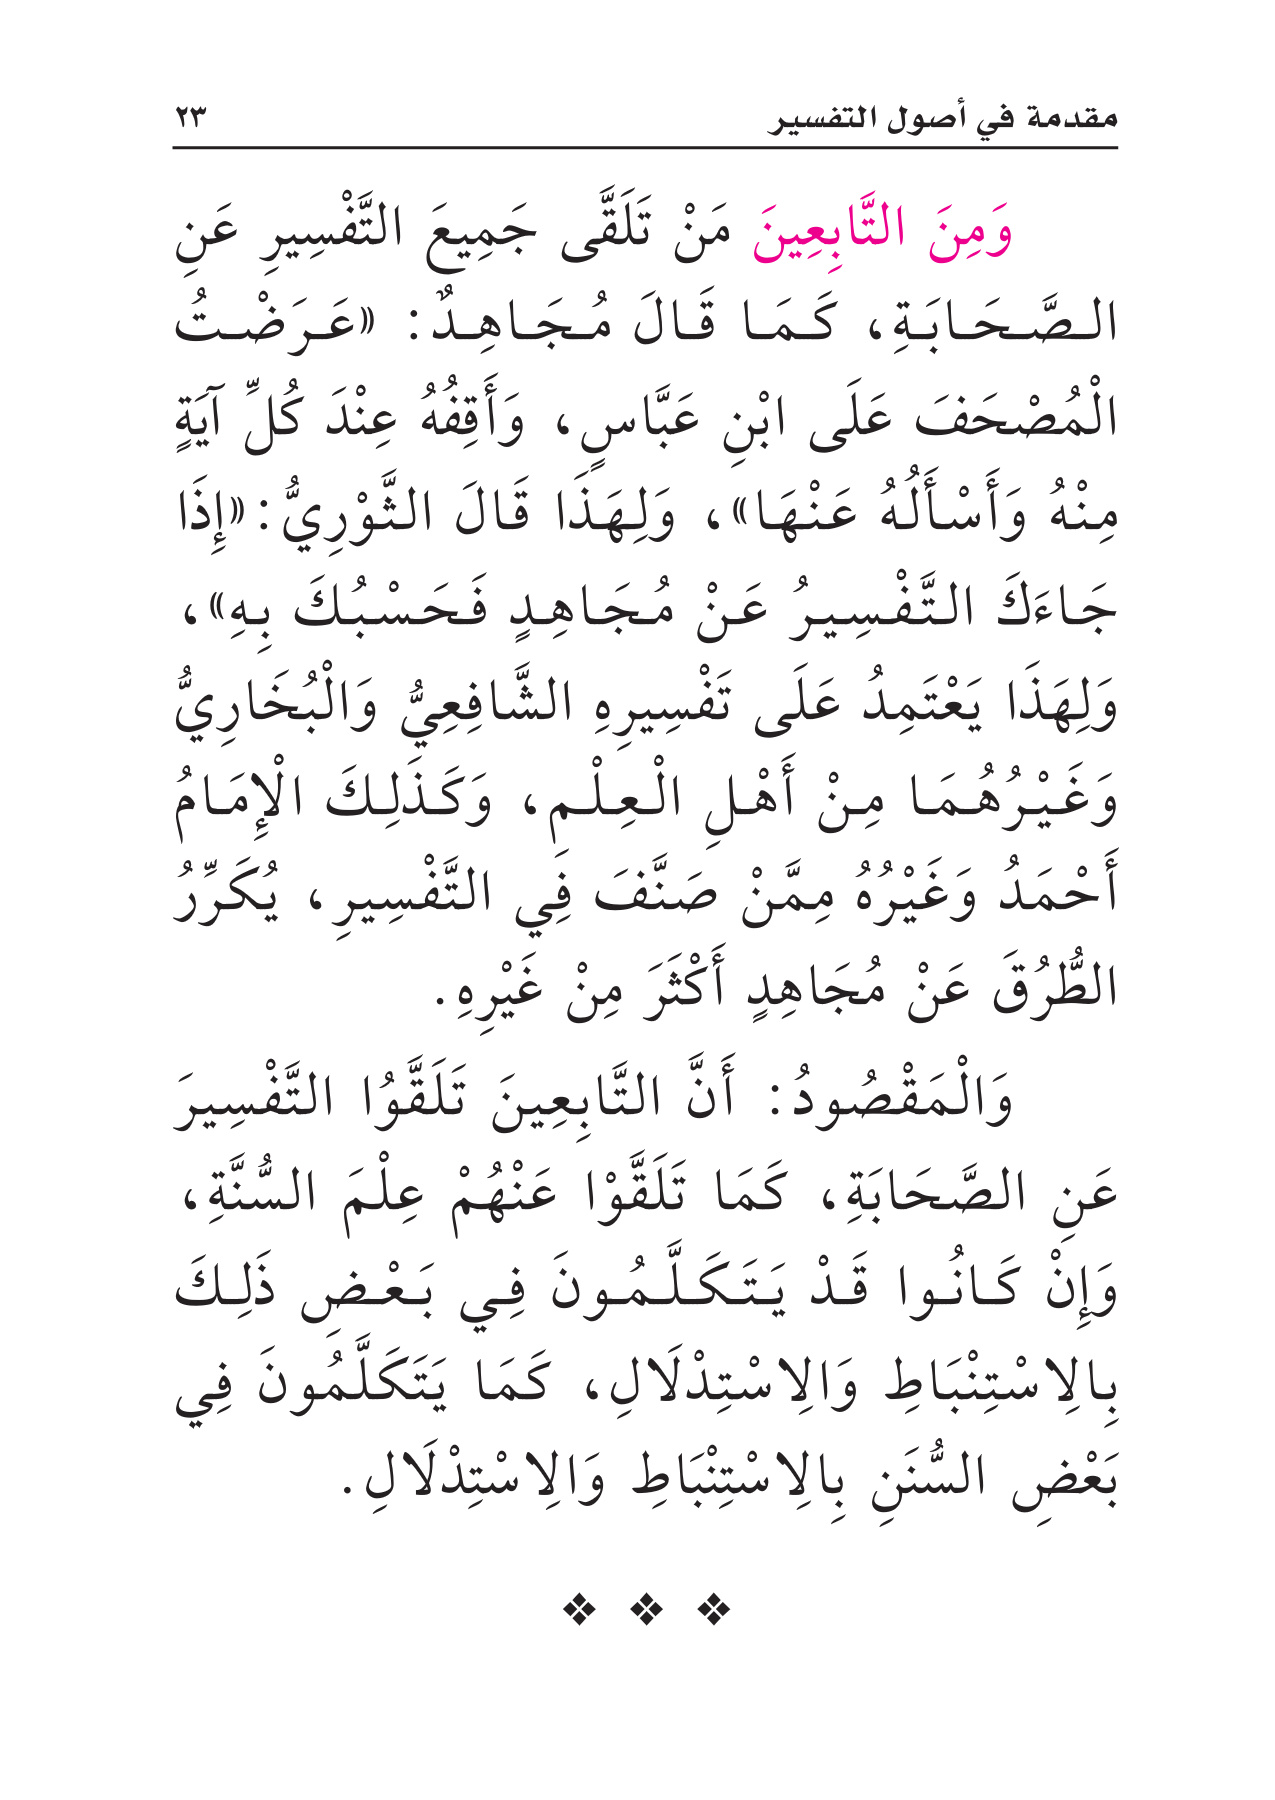 مقدمة في أصول التفسير ٢٣
وَمِنَ التَّابِعِينَ مَنْ تَلَقَّى جَمِيعَ التَّفْسِيرِ عَنِ
الصَّحَابَةِ، كَمَا قَالَ مُجَاهِدٌ: «عَرَضْتُ
الْمُصْحَفَ عَلَى ابْنِ عَبَّاسٍ، وَأَقِفُهُ عِنْدَ كُلِّ آيَةٍ
مِنْهُ وَأَسْأَلُهُ عَنْهَا»، وَلِهَذَا قَالَ الثَّوْرِيُّ:«إِذَا
جَاءَكَ التَّفْسِيرُ عَنْ مُجَاهِدٍ فَحَسْبُكَ بِهِ»،
وَلِهَذَا يَعْتَمِدُ عَلَى تَفْسِيرِهِ الشَّافِعِيُّ وَالْبُخَارِيُّ
وَغَيْرُهُمَا مِنْ أَهْلِ الْعِلْمِ، وَكَذَلِكَ الْإِمَامُ
أَحْمَدُ وَغَيْرُهُ مِمَّنْ صَنَّفَ فِي التَّفْسِيرِ، يُكَرِّرُ
الطُّرُقَ عَنْ مُجَاهِدٍ أَكْثَرَ مِنْ غَيْرِهِ.
وَالْمَقْصُودُ: أَنَّ التَّابِعِينَ تَلَقَّوُا التَّفْسِيرَ
عَنِ الصَّحَابَةِ، كَمَا تَلَقَّوْا عَنْهُمْ عِلْمَ السُّنَّةِ،
وَإِنْ كَانُوا قَدْ يَتَكَلَّمُونَ فِي بَعْضِ ذَلِكَ
بِالِاسْتِنْبَاطِ وَالِاسْتِدْلَالِ، كَمَا يَتَكَلَّمُونَ فِي
بَعْضِ السُّنَنِ بِالِاسْتِنْبَاطِ وَالِاسْتِدْلَالِ.